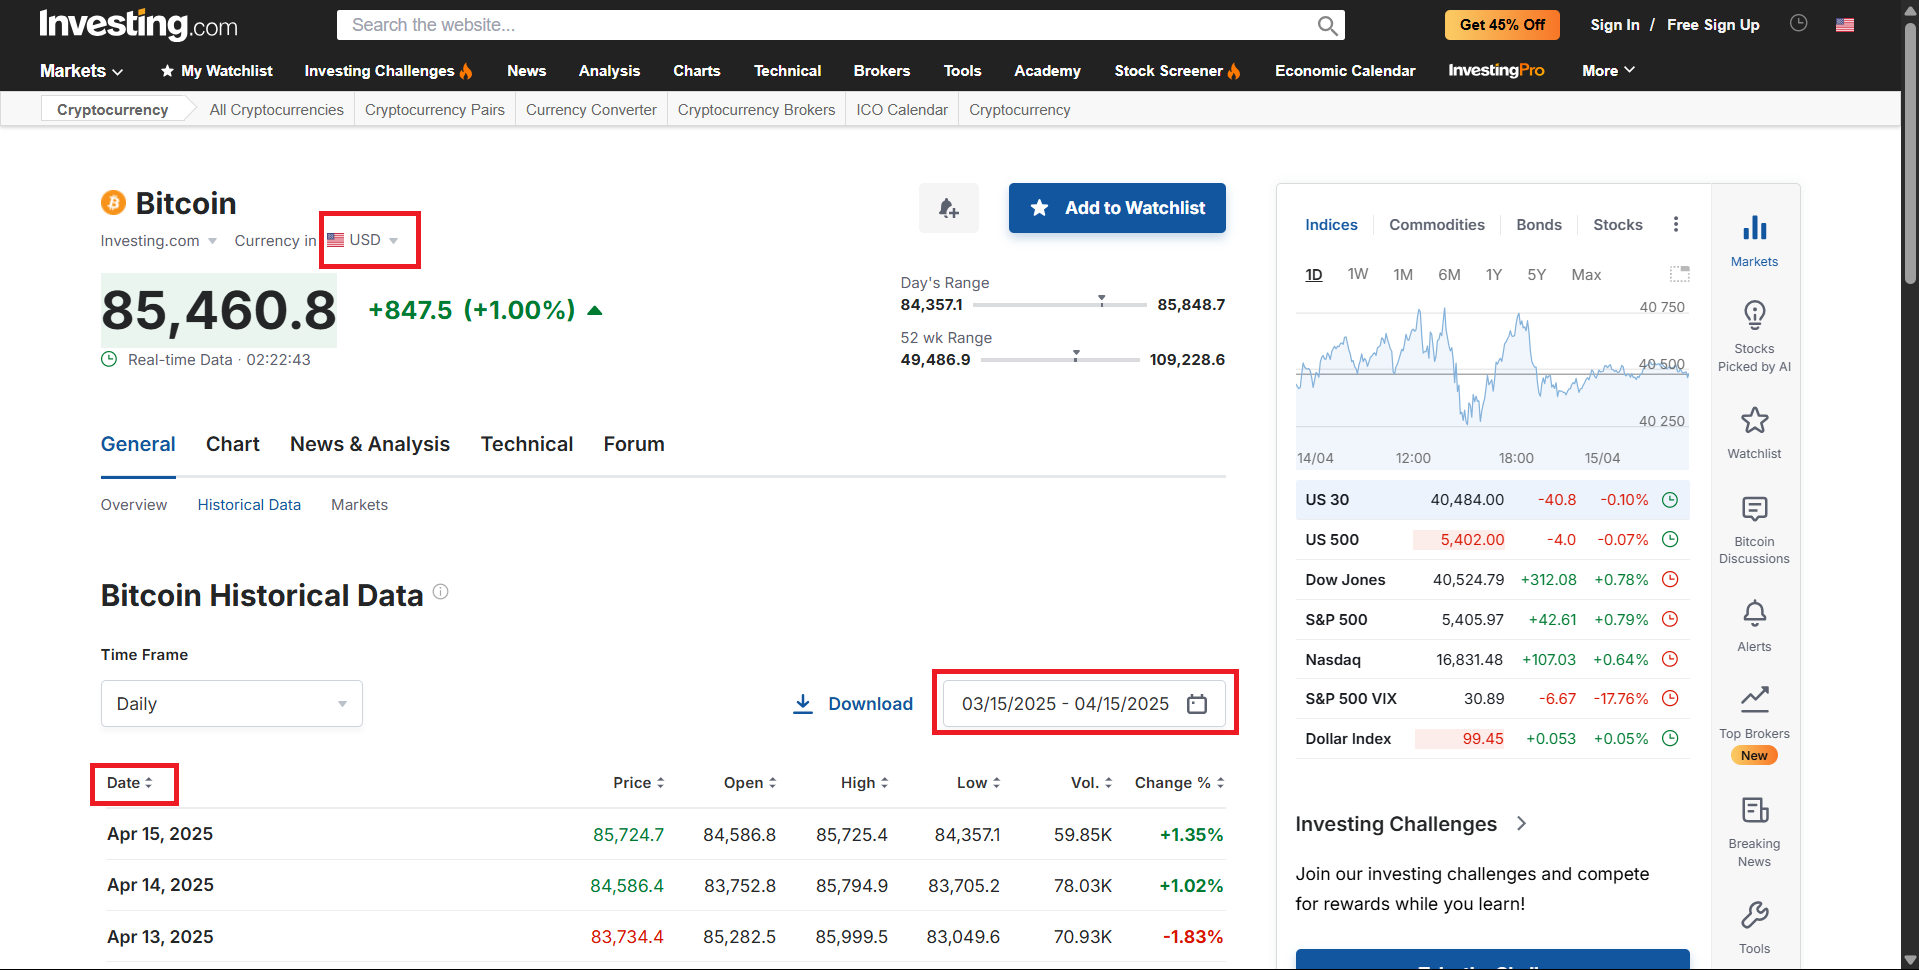 Investing.com
Search the website...
Get 45% Off
Sign In / Free Sign Up
Markets My Watchlist Investing Challenges News Analysis Charts Technical Brokers Tools Academy Stock Screener Economic Calendar InvestingPro More
Cryptocurrency All Cryptocurrencies Cryptocurrency Pairs Currency Converter Cryptocurrency Brokers ICO Calendar Cryptocurrency
Bitcoin
Investing.com Currency in USD
Add to Watchlist
85,460.8 +847.5 (+1.00%)
Real-time Data · 02:22:43
Day's Range
84,357.1 85,848.7
52 wk Range
49,486.9 109,228.6
General Chart News & Analysis Technical Forum
Overview Historical Data Markets
Bitcoin Historical Data
Time Frame
Daily
Download
03/15/2025 - 04/15/2025
Date Price Open High Low Vol. Change %
Apr 15, 2025 85,724.7 84,586.8 85,725.4 84,357.1 59.85K +1.35%
Apr 14, 2025 84,586.4 83,752.8 85,794.9 83,705.2 78.03K +1.02%
Apr 13, 2025 83,734.4 85,282.5 85,999.5 83,049.6 70.93K -1.83%
Indices Commodities Bonds Stocks
1D 1W 1M 6M 1Y 5Y Max
40 750
40 500
40 250
14/04 12:00 18:00 15/04
US 30 40,484.00 -40.8 -0.10%
US 500 5,402.00 -4.0 -0.07%
Dow Jones 40,524.79 +312.08 +0.78%
S&P 500 5,405.97 +42.61 +0.79%
Nasdaq 16,831.48 +107.03 +0.64%
S&P 500 VIX 30.89 -6.67 -17.76%
Dollar Index 99.45 +0.053 +0.05%
Investing Challenges
Join our investing challenges and compete
for rewards while you learn!
Markets
Stocks
Picked by AI
Watchlist
Bitcoin
Discussions
Alerts
Top Brokers
New
Breaking
News
Tools